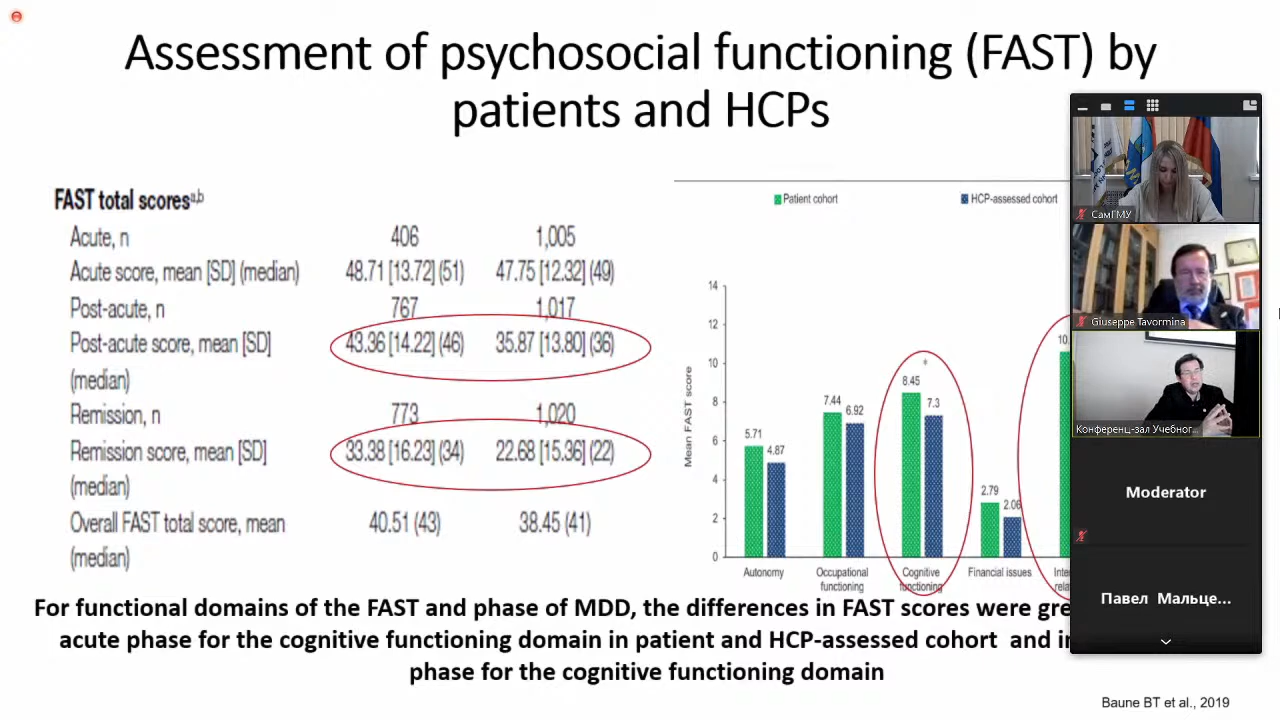 Assessment of psychosocial functioning (FAST) by
patients and HCPs
FAST total scores a,b
Acute, n 406 1,005
Acute score, mean [SD] (median) 48.71 [13.72] (51) 47.75 [12.32] (49)
Post-acute, n 767 1,017
Post-acute score, mean [SD] 43.36 [14.22] (46) 35.87 [13.80] (36)
(median)
Remission, n 773 1,020
Remission score, mean [SD] 33.38 [16.23] (34) 22.68 [15.36] (22)
(median)
Overall FAST total score, mean 40.51 (43) 38.45 (41)
(median)
Patient cohort HCP-assessed cohort
Mean FAST score
14
12
10
8
6
4
2
0
5.71 4.87
7.44 6.92
*
8.45 7.3
2.79 2.06
10.
Autonomy
Occupational
functioning
Cognitive
functioning
Financial issues
For functional domains of the FAST and phase of MDD, the differences in FAST scores were gre
acute phase for the cognitive functioning domain in patient and HCP-assessed cohort and in
phase for the cognitive functioning domain
Baune BT et al., 2019
СамГМУ
Giuseppe Tavormina
Конференц-зал Учебног...
Moderator
Павел Мальце...